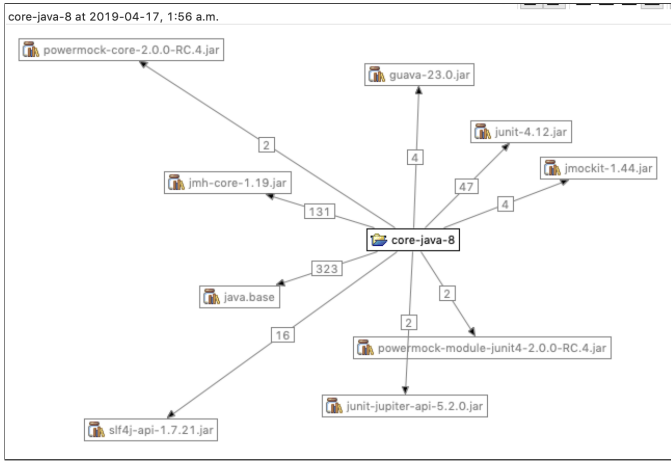 core-java-8 at 2019-04-17, 1:56 a.m.
powermock-core-2.0.0-RC.4.jar
guava-23.0.jar
junit-4.12.jar
2
4
jmockit-1.44.jar
jmh-core-1.19.jar
47
131
4
core-java-8
323
java.base
2
2
16
powermock-module-junit4-2.0.0-RC.4.jar
junit-jupiter-api-5.2.0.jar
slf4j-api-1.7.21.jar